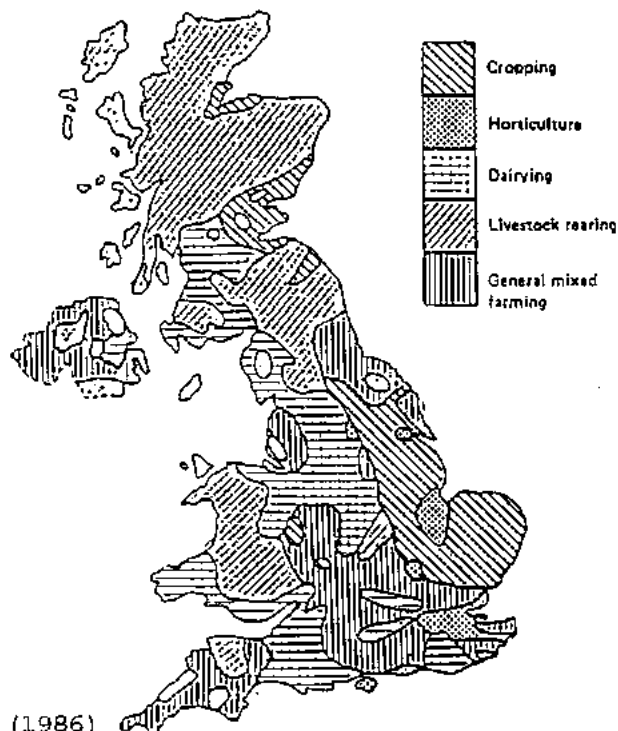 Cropping
Horticulture
Dairying
Livestock rearing
General mixed
farming
(1986)